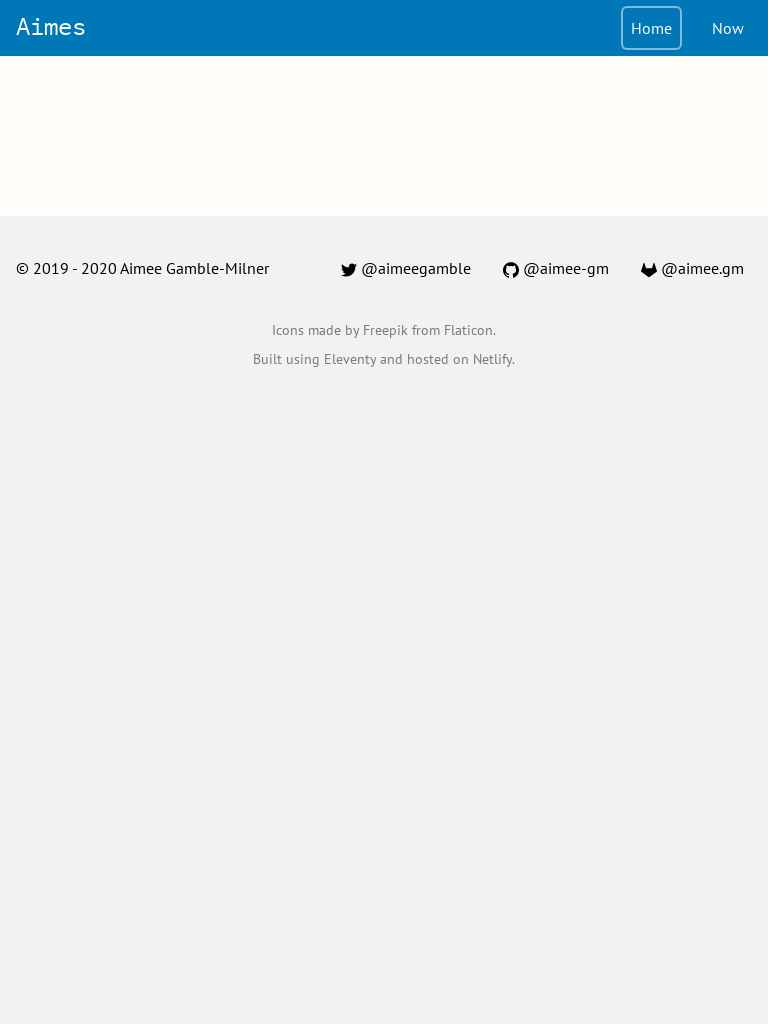 Aimes
Home
Now
© 2019 - 2020 Aimee Gamble-Milner
@aimeegamble
@aimee-gm
@aimee.gm
Icons made by Freepik from Flaticon.
Built using Eleventy and hosted on Netlify.